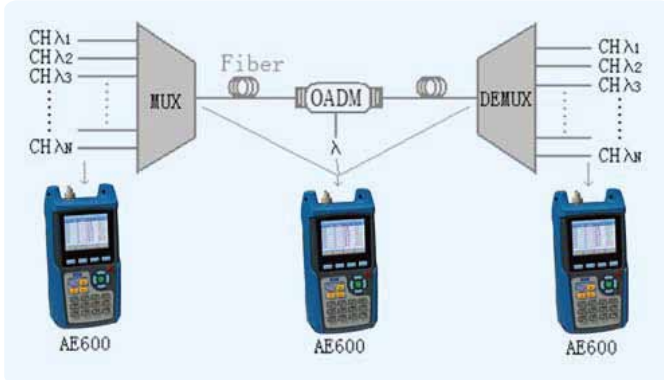 CHλ1
CHλ2
CHλ3
CHλN
MUX
Fiber
OADM
λ
DEMUX
CHλ1
CHλ2
CHλ3
CHλN
AE600
AE600
AE600